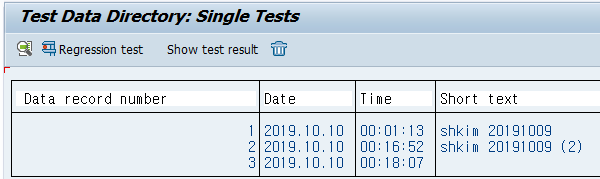 Test Data Directory: Single Tests
Regression test Show test result
Data record number Date Time Short text
1 2019.10.10 00:01:13 shkim 20191009
2 2019.10.10 00:16:52 shkim 20191009 (2)
3 2019.10.10 00:18:07